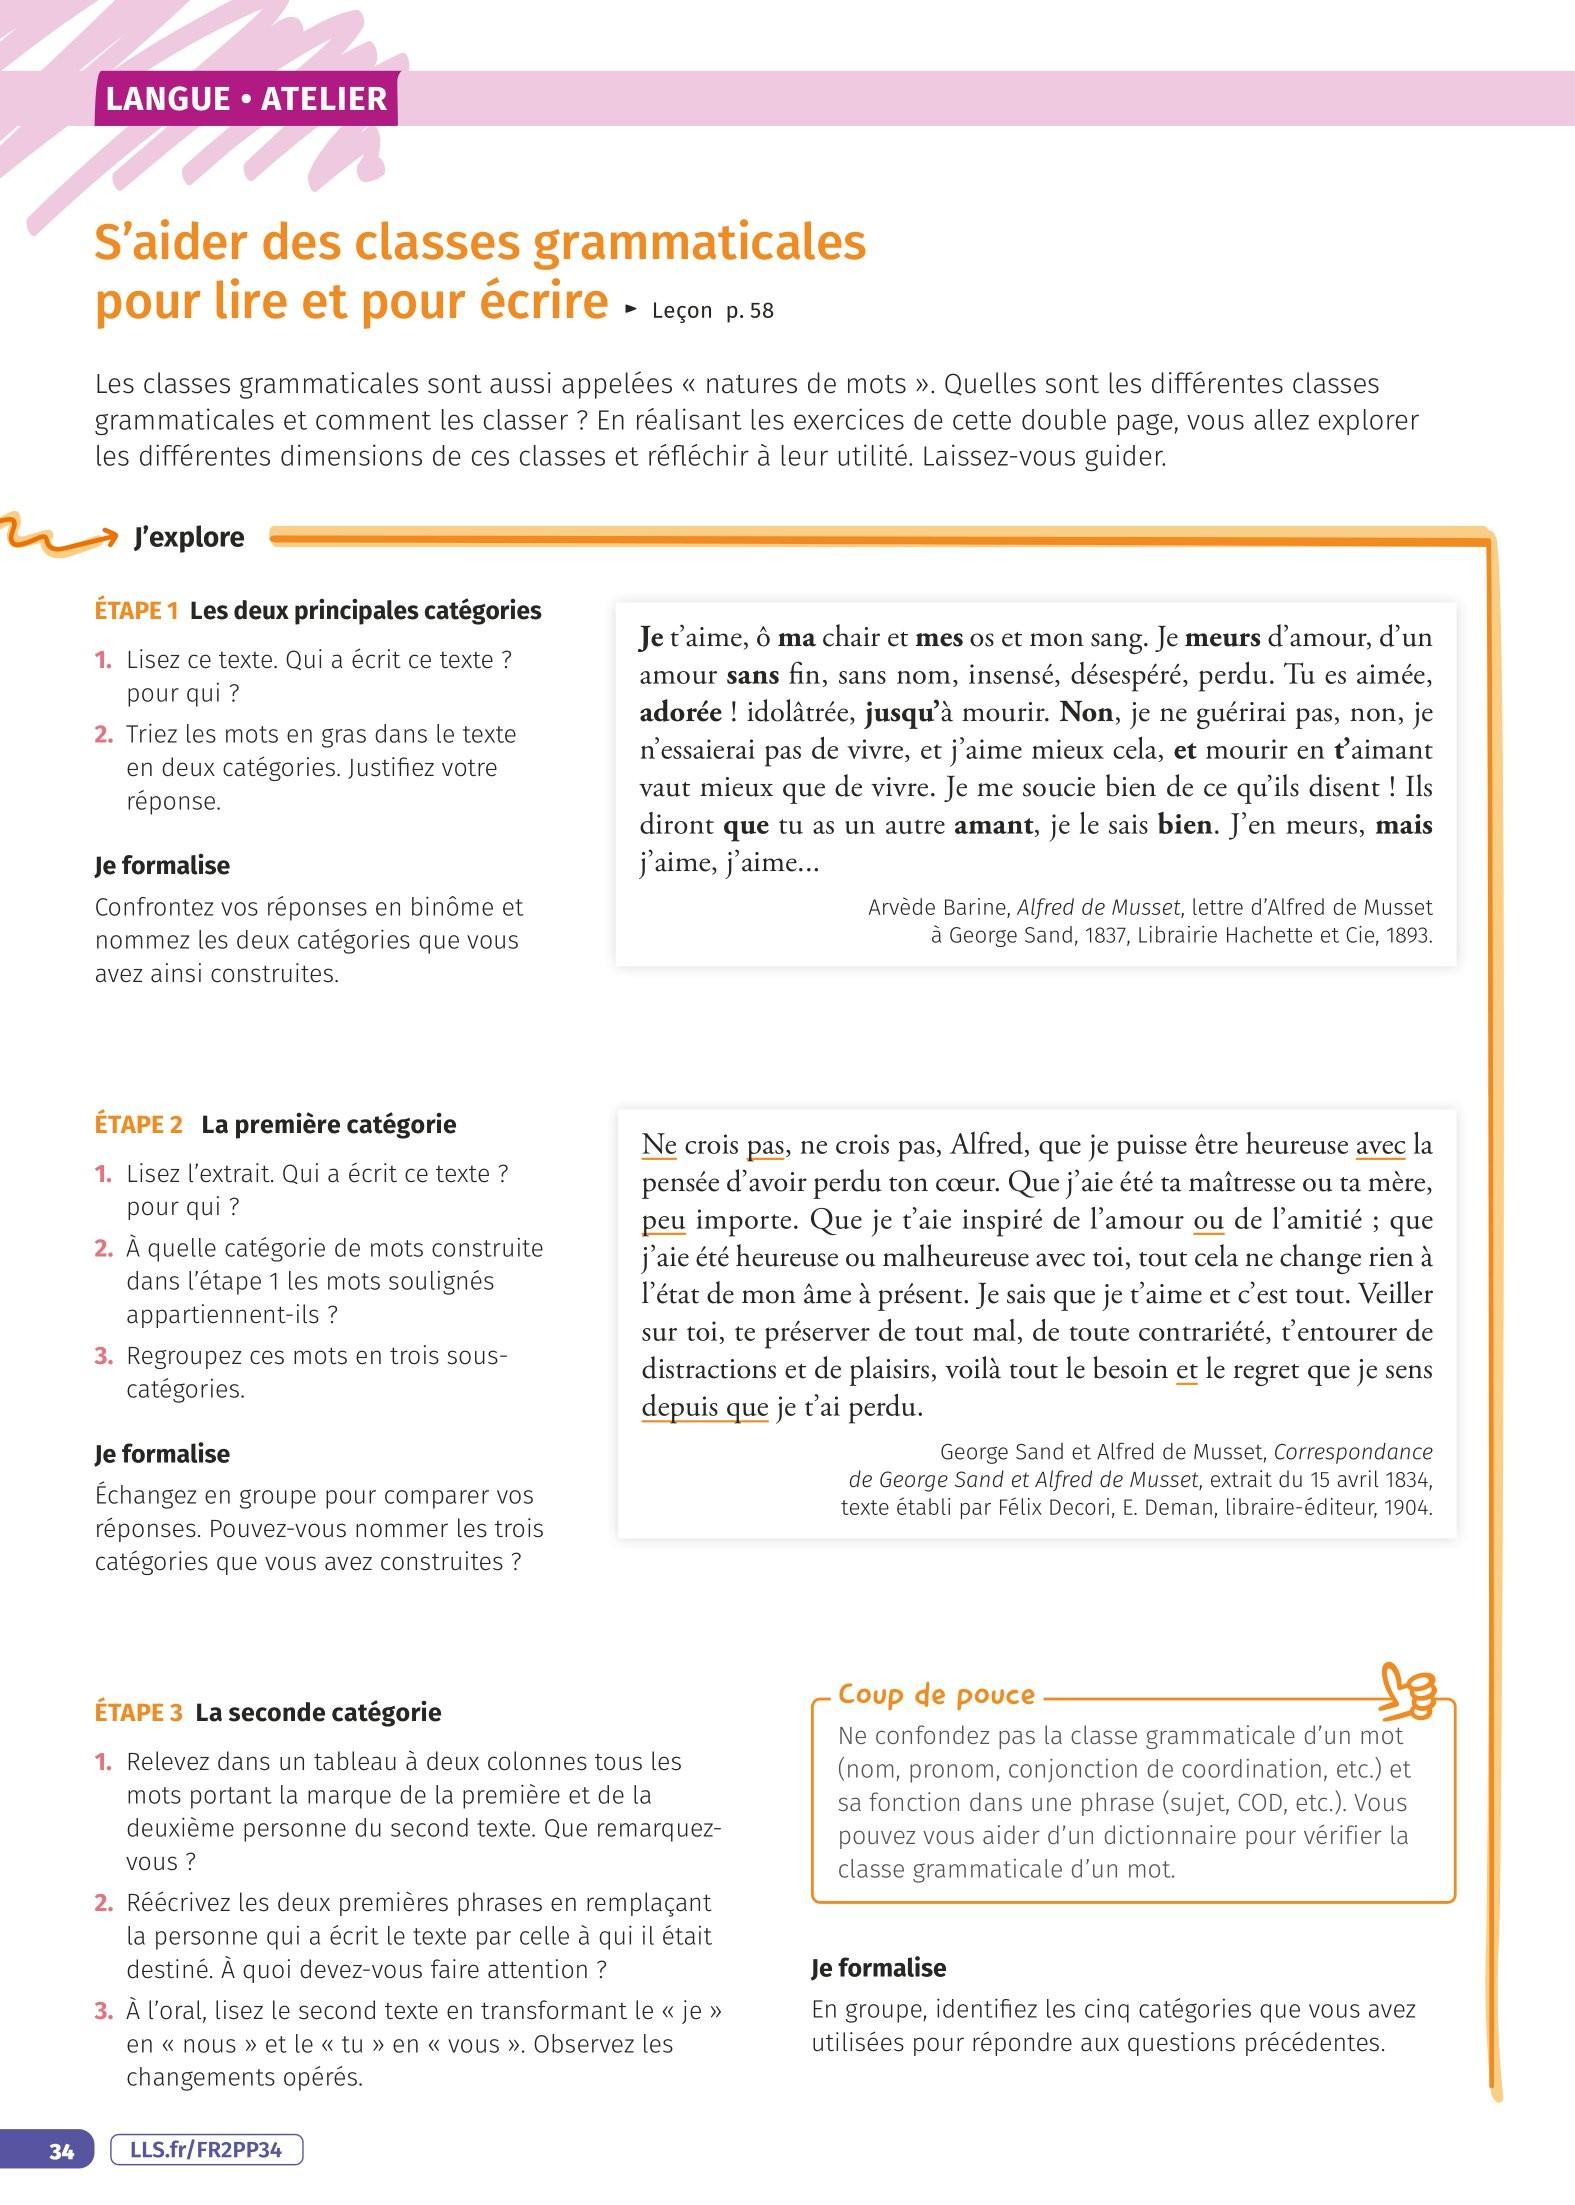 LANGUE • ATELIER
S’aider des classes grammaticales
pour lire et pour écrire ► Leçon p. 58
Les classes grammaticales sont aussi appelées « natures de mots ». Quelles sont les différentes classes
grammaticales et comment les classer ? En réalisant les exercices de cette double page, vous allez explorer
les différentes dimensions de ces classes et réfléchir à leur utilité. Laissez-vous guider.
J’explore
ÉTAPE 1 Les deux principales catégories
1. Lisez ce texte. Qui a écrit ce texte ?
pour qui ?
2. Triez les mots en gras dans le texte
en deux catégories. Justifiez votre
réponse.
Je formalise
Confrontez vos réponses en binôme et
nommez les deux catégories que vous
avez ainsi construites.
Je t’aime, ô ma chair et mes os et mon sang. Je meurs d’amour, d’un
amour sans fin, sans nom, insensé, désespéré, perdu. Tu es aimée,
adorée ! idolâtrée, jusqu’à mourir. Non, je ne guérirai pas, non, je
n’essaierai pas de vivre, et j’aime mieux cela, et mourir en t’aimant
vaut mieux que de vivre. Je me soucie bien de ce qu’ils disent ! Ils
diront que tu as un autre amant, je le sais bien. J’en meurs, mais
j’aime, j’aime...
Arvède Barine, Alfred de Musset, lettre d’Alfred de Musset
à George Sand, 1837, Librairie Hachette et Cie, 1893.
ÉTAPE 2 La première catégorie
1. Lisez l’extrait. Qui a écrit ce texte ?
pour qui ?
2. À quelle catégorie de mots construite
dans l’étape 1 les mots soulignés
appartiennent-ils ?
3. Regroupez ces mots en trois sous-
catégories.
Je formalise
Échangez en groupe pour comparer vos
réponses. Pouvez-vous nommer les trois
catégories que vous avez construites ?
Ne crois pas, ne crois pas, Alfred, que je puisse être heureuse avec la
pensée d’avoir perdu ton cœur. Que j’aie été ta maîtresse ou ta mère,
peu importe. Que je t’aie inspiré de l’amour ou de l’amitié ; que
j’aie été heureuse ou malheureuse avec toi, tout cela ne change rien à
l’état de mon âme à présent. Je sais que je t’aime et c’est tout. Veiller
sur toi, te préserver de tout mal, de toute contrariété, t’entourer de
distractions et de plaisirs, voilà tout le besoin et le regret que je sens
depuis que je t’ai perdu.
George Sand et Alfred de Musset, Correspondance
de George Sand et Alfred de Musset, extrait du 15 avril 1834,
texte établi par Félix Decori, E. Deman, libraire-éditeur, 1904.
ÉTAPE 3 La seconde catégorie
1. Relevez dans un tableau à deux colonnes tous les
mots portant la marque de la première et de la
deuxième personne du second texte. Que remarquez-
vous ?
2. Réécrivez les deux premières phrases en remplaçant
la personne qui a écrit le texte par celle à qui il était
destiné. À quoi devez-vous faire attention ?
3. À l’oral, lisez le second texte en transformant le « je »
en « nous » et le « tu » en « vous ». Observez les
changements opérés.
Coup de pouce
Ne confondez pas la classe grammaticale d’un mot
(nom, pronom, conjonction de coordination, etc.) et
sa fonction dans une phrase (sujet, COD, etc.). Vous
pouvez vous aider d’un dictionnaire pour vérifier la
classe grammaticale d’un mot.
Je formalise
En groupe, identifiez les cinq catégories que vous avez
utilisées pour répondre aux questions précédentes.
34
LLS.fr/FR2PP34